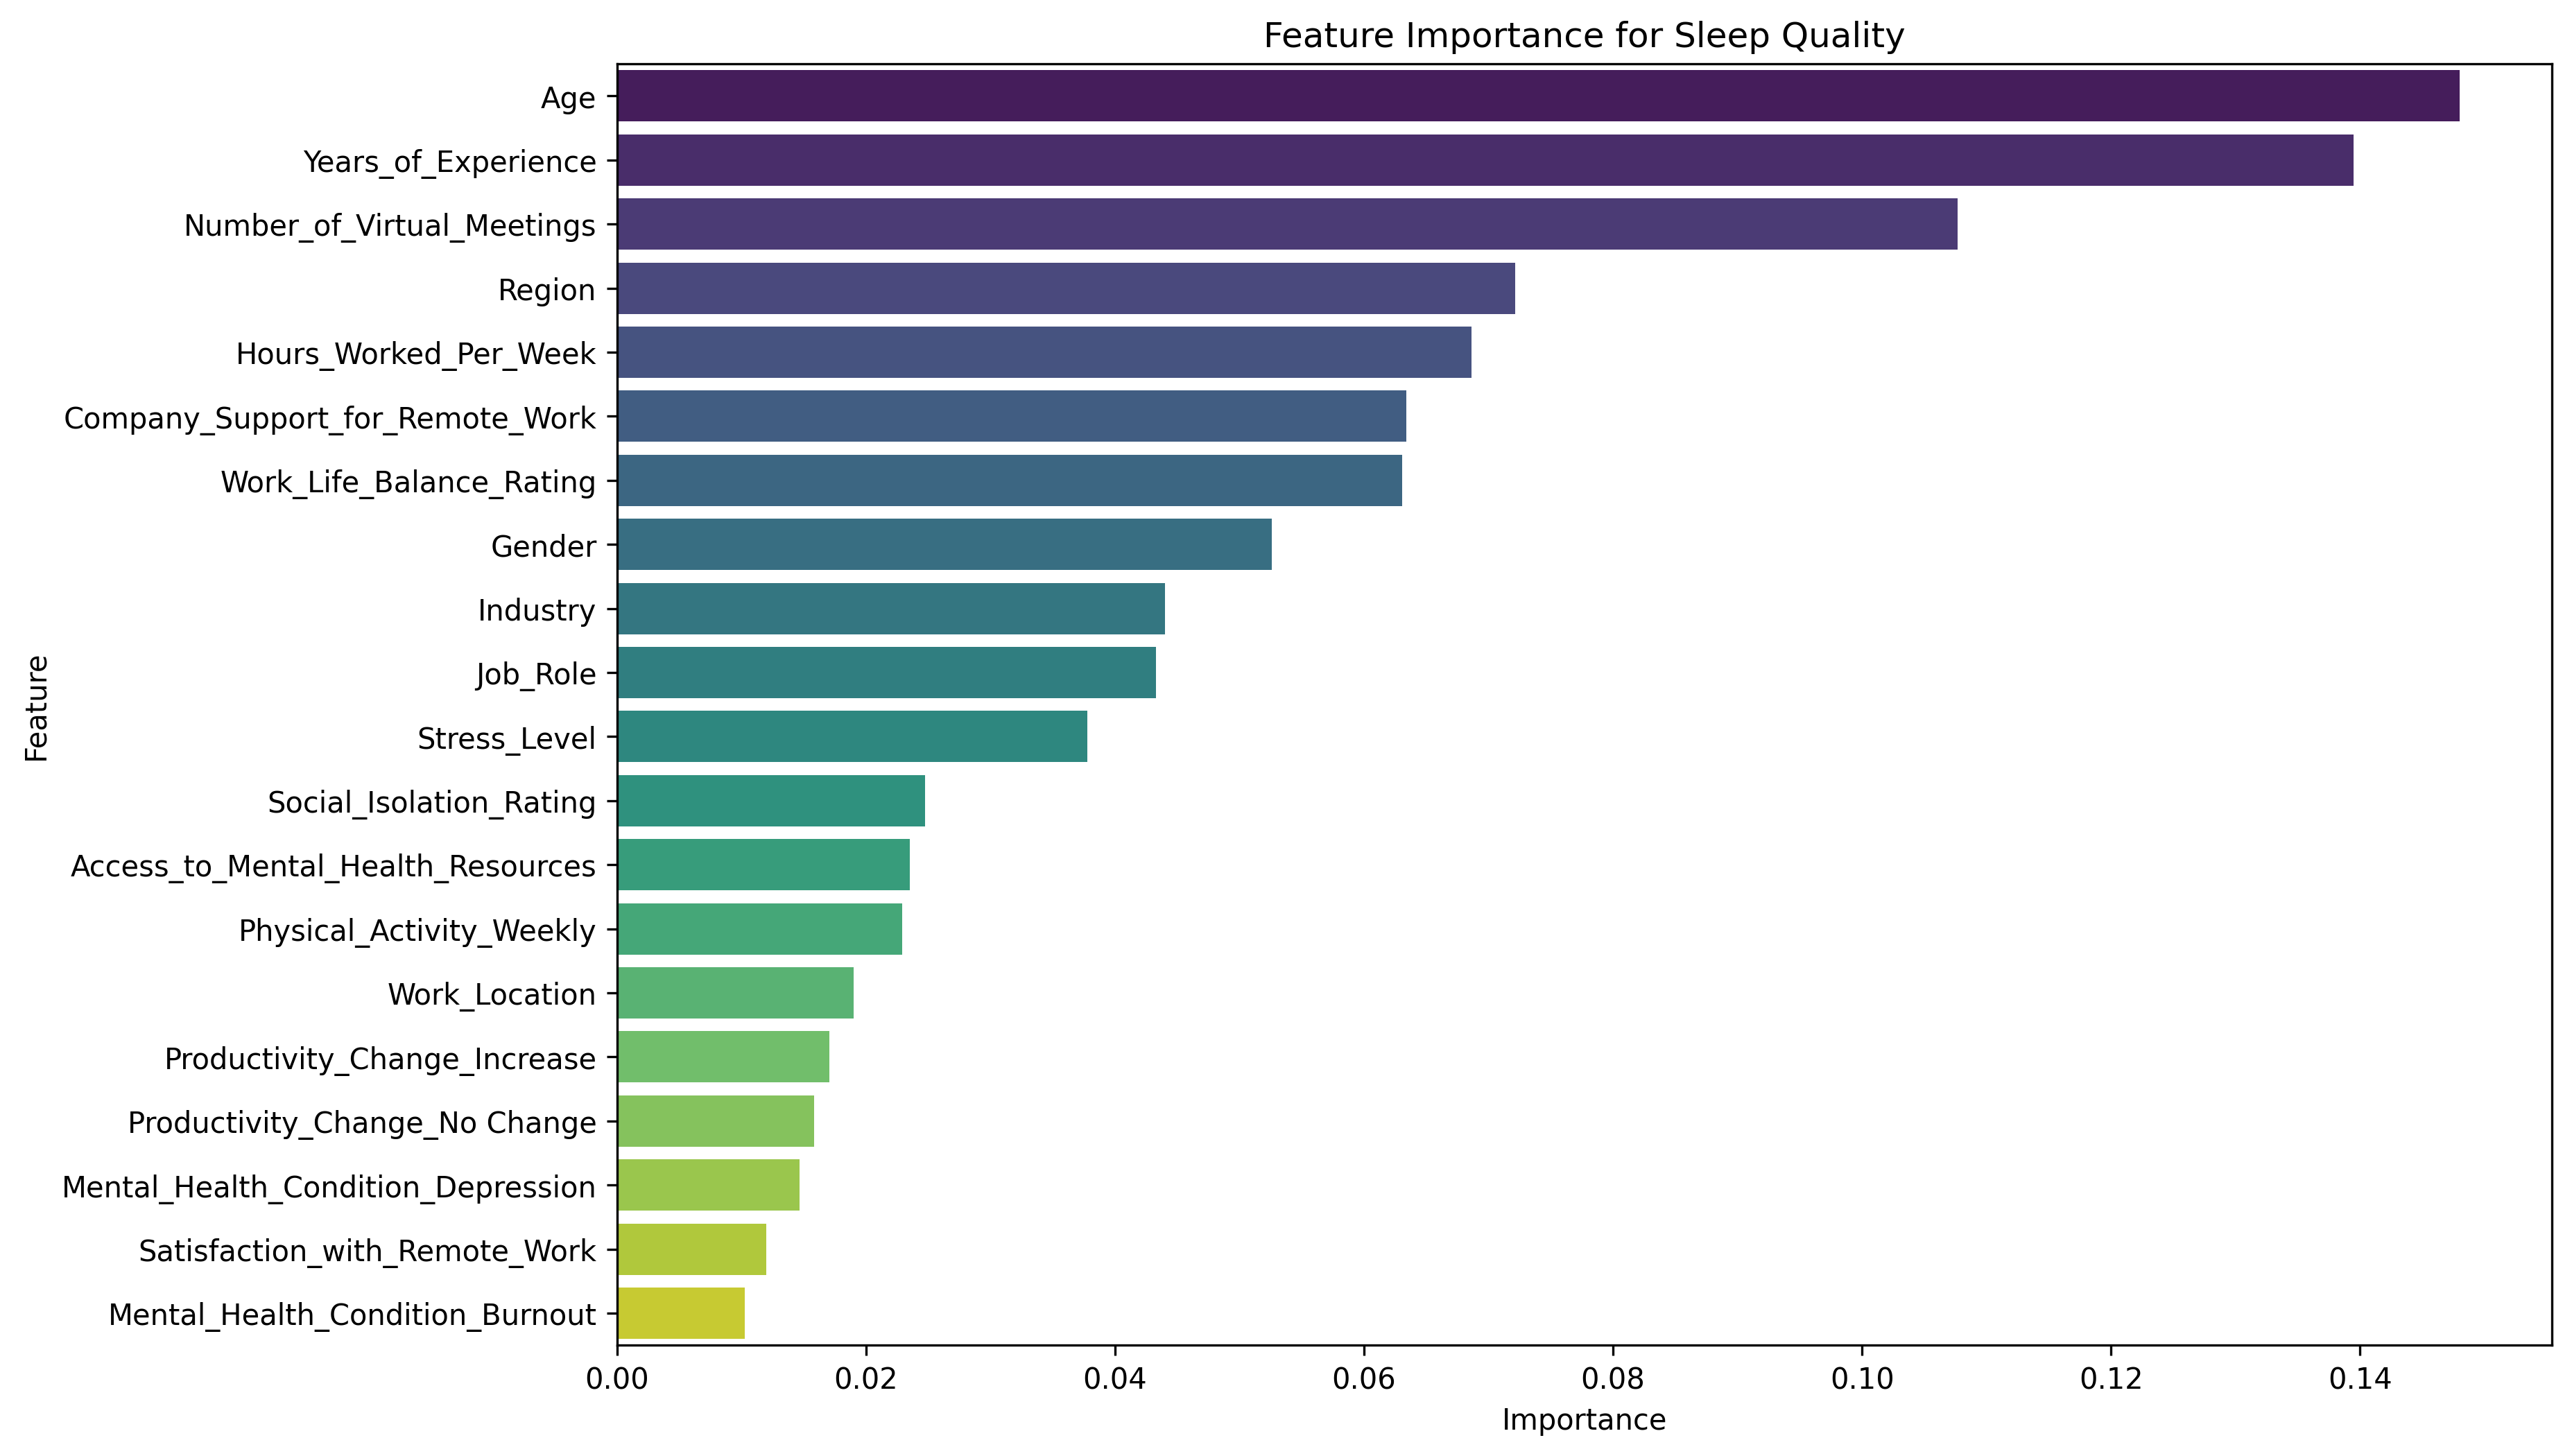 Feature Importance for Sleep Quality
Age
Years_of_Experience
Number_of_Virtual_Meetings
Region
Hours_Worked_Per_Week
Company_Support_for_Remote_Work
Work_Life_Balance_Rating
Gender
Industry
Job_Role
Stress_Level
Social_Isolation_Rating
Access_to_Mental_Health_Resources
Physical_Activity_Weekly
Work_Location
Productivity_Change_Increase
Productivity_Change_No Change
Mental_Health_Condition_Depression
Satisfaction_with_Remote_Work
Mental_Health_Condition_Burnout
Feature
0.00 0.02 0.04 0.06 0.08 0.10 0.12 0.14
Importance